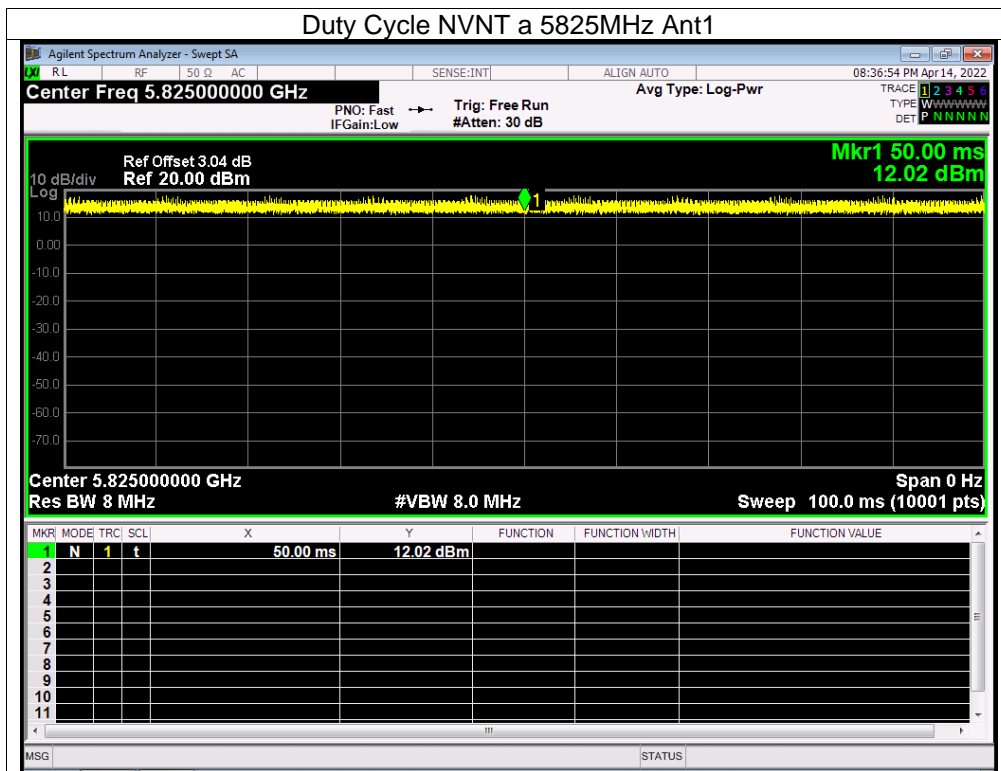 Duty Cycle NVNT a 5825MHz Ant1
Agilent Spectrum Analyzer - Swept SA
LXI RL RF 50 Ω AC SENSE:INT ALIGN AUTO 08:36:54 PM Apr 14, 2022
Center Freq 5.825000000 GHz Avg Type: Log-Pwr TRACE 1 2 3 4 5 6
PNO: Fast Trig: Free Run TYPE WWWWWWW
IFGain:Low #Atten: 30 dB DET P N N N N N
Mkr1 50.00 ms
Ref Offset 3.04 dB
10 dB/div Ref 20.00 dBm 12.02 dBm
Log
1
10.0
0.00
-10.0
-20.0
-30.0
-40.0
-50.0
-60.0
-70.0
Center 5.825000000 GHz Span 0 Hz
Res BW 8 MHz #VBW 8.0 MHz Sweep 100.0 ms (10001 pts)
MKR MODE TRC SCL X Y FUNCTION FUNCTION WIDTH FUNCTION VALUE
1 N 1 t 50.00 ms 12.02 dBm
2
3
4
5
6
7
8
9
10
11
MSG STATUS